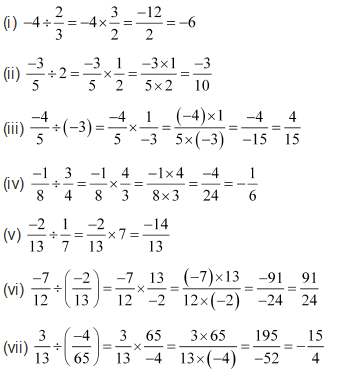 (i) −4 ÷ 2/3 = −4 × 3/2 = −12/2 = −6
(ii) −3/5 ÷ 2 = −3/5 × 1/2 = −3×1/5×2 = −3/10
(iii) −4/5 ÷ (−3) = −4/5 × 1/−3 = (−4)×1/5×(−3) = −4/−15 = 4/15
(iv) −1/8 ÷ 3/4 = −1/8 × 4/3 = −1×4/8×3 = −4/24 = −1/6
(v) −2/13 ÷ 1/7 = −2/13 × 7 = −14/13
(vi) −7/12 ÷ (−2/13) = −7/12 × 13/−2 = (−7)×13/12×(−2) = −91/−24 = 91/24
(vii) 3/13 ÷ (−4/65) = 3/13 × 65/−4 = 3×65/13×(−4) = 195/−52 = −15/4